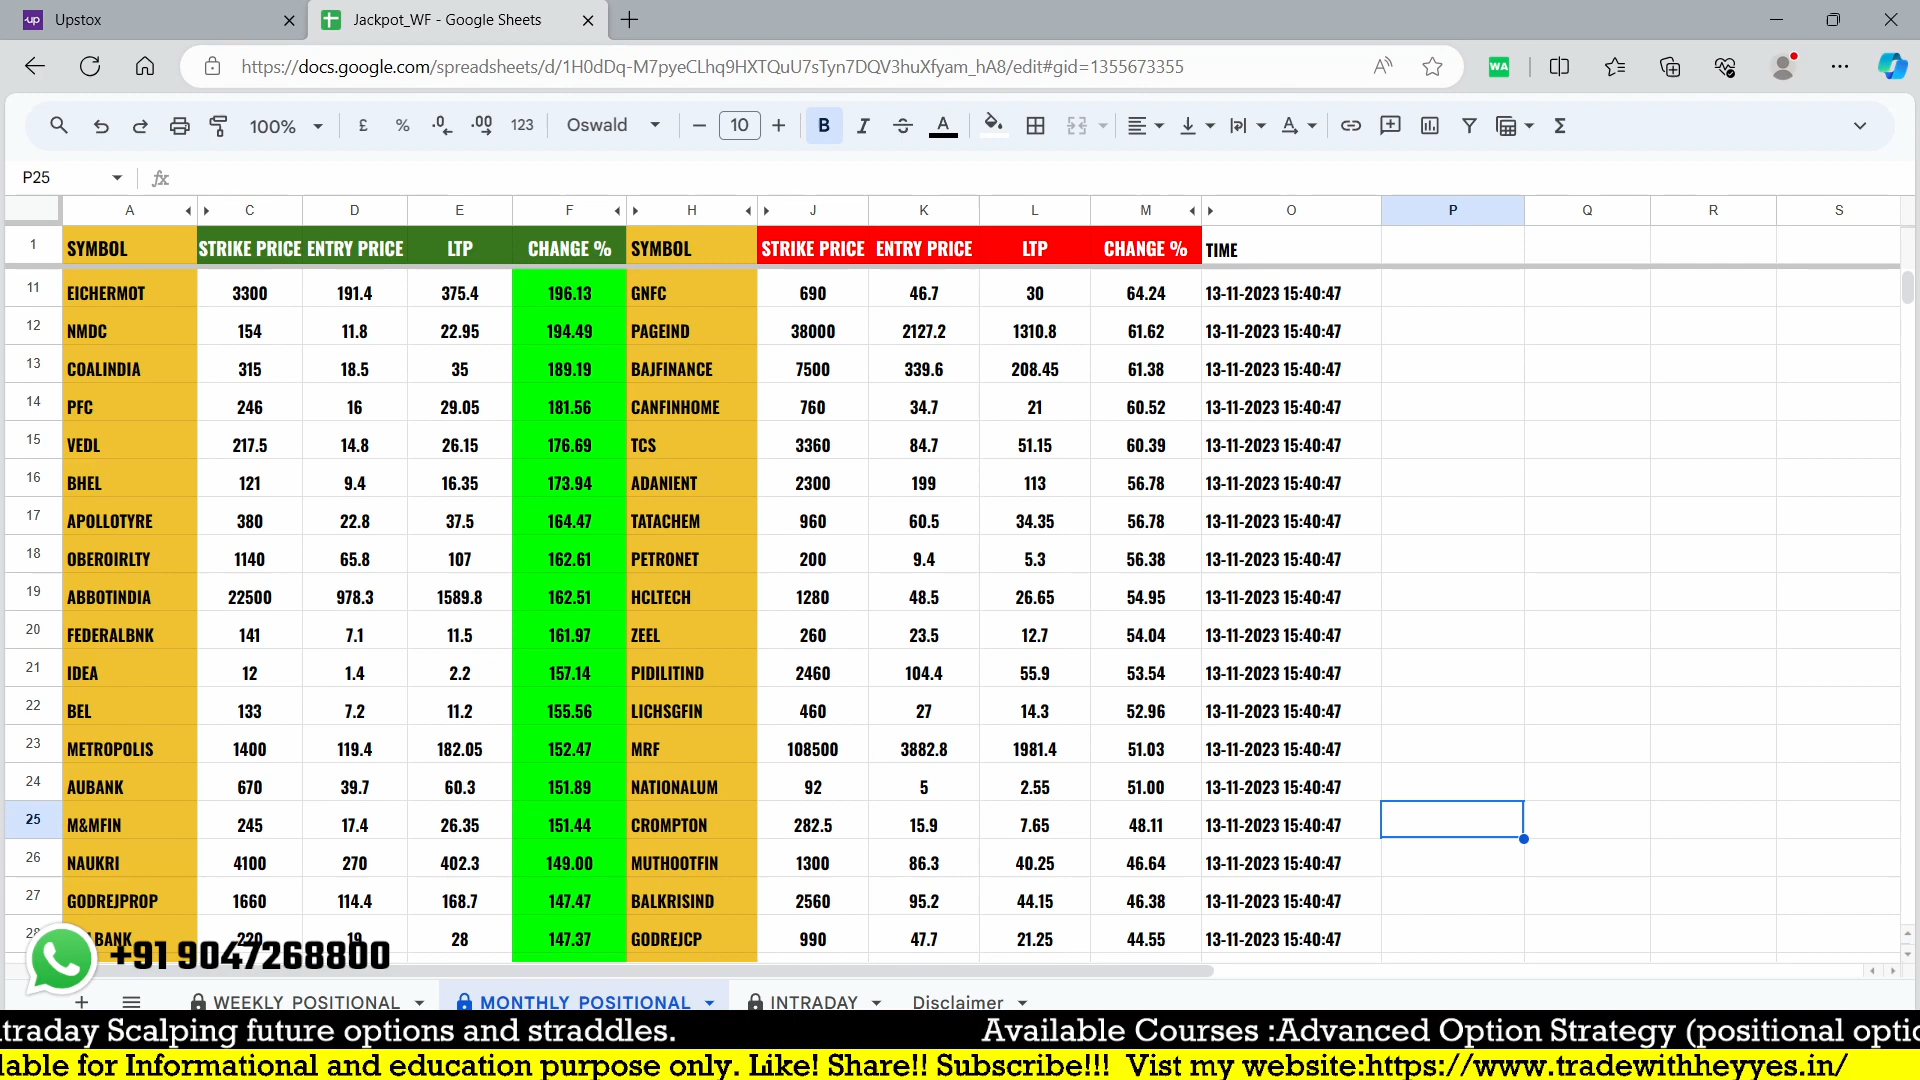 Upstox
Jackpot_WF - Google Sheets
https://docs.google.com/spreadsheets/d/1H0dDq-M7pyeCLhq9HXTQuU7sTyn7DQV3huXfyam_hA8/edit#gid=1355673355
WA
100% £ % .0 .00 123 Oswald 10 B I S A Σ
P25 fx
A C D E F H J K L M O P Q R S
1 SYMBOL STRIKE PRICE ENTRY PRICE LTP CHANGE % SYMBOL STRIKE PRICE ENTRY PRICE LTP CHANGE % TIME
11 EICHERMOT 3300 191.4 375.4 196.13 GNFC 690 46.7 30 64.24 13-11-2023 15:40:47
12 NMDC 154 11.8 22.95 194.49 PAGEIND 38000 2127.2 1310.8 61.62 13-11-2023 15:40:47
13 COALINDIA 315 18.5 35 189.19 BAJFINANCE 7500 339.6 208.45 61.38 13-11-2023 15:40:47
14 PFC 246 16 29.05 181.56 CANFINHOME 760 34.7 21 60.52 13-11-2023 15:40:47
15 VEDL 217.5 14.8 26.15 176.69 TCS 3360 84.7 51.15 60.39 13-11-2023 15:40:47
16 BHEL 121 9.4 16.35 173.94 ADANIENT 2300 199 113 56.78 13-11-2023 15:40:47
17 APOLLOTYRE 380 22.8 37.5 164.47 TATACHEM 960 60.5 34.35 56.78 13-11-2023 15:40:47
18 OBEROIRLTY 1140 65.8 107 162.61 PETRONET 200 9.4 5.3 56.38 13-11-2023 15:40:47
19 ABBOTINDIA 22500 978.3 1589.8 162.51 HCLTECH 1280 48.5 26.65 54.95 13-11-2023 15:40:47
20 FEDERALBNK 141 7.1 11.5 161.97 ZEEL 260 23.5 12.7 54.04 13-11-2023 15:40:47
21 IDEA 12 1.4 2.2 157.14 PIDILITIND 2460 104.4 55.9 53.54 13-11-2023 15:40:47
22 BEL 133 7.2 11.2 155.56 LICHSGFIN 460 27 14.3 52.96 13-11-2023 15:40:47
23 METROPOLIS 1400 119.4 182.05 152.47 MRF 108500 3882.8 1981.4 51.03 13-11-2023 15:40:47
24 AUBANK 670 39.7 60.3 151.89 NATIONALUM 92 5 2.55 51.00 13-11-2023 15:40:47
25 M&MFIN 245 17.4 26.35 151.44 CROMPTON 282.5 15.9 7.65 48.11 13-11-2023 15:40:47
26 NAUKRI 4100 270 402.3 149.00 MUTHOOTFIN 1300 86.3 40.25 46.64 13-11-2023 15:40:47
27 GODREJPROP 1660 114.4 168.7 147.47 BALKRISIND 2560 95.2 44.15 46.38 13-11-2023 15:40:47
28 BANK 220 19 28 147.37 GODREJCP 990 47.7 21.25 44.55 13-11-2023 15:40:47
+91 9047268800
WEEKLY POSITIONAL MONTHLY POSITIONAL INTRADAY Disclaimer
traday Scalping future options and straddles. Available Courses :Advanced Option Strategy (positional optic
lable for Informational and education purpose only. Like! Share!! Subscribe!!! Vist my website:https://www.tradewithheyyes.in/